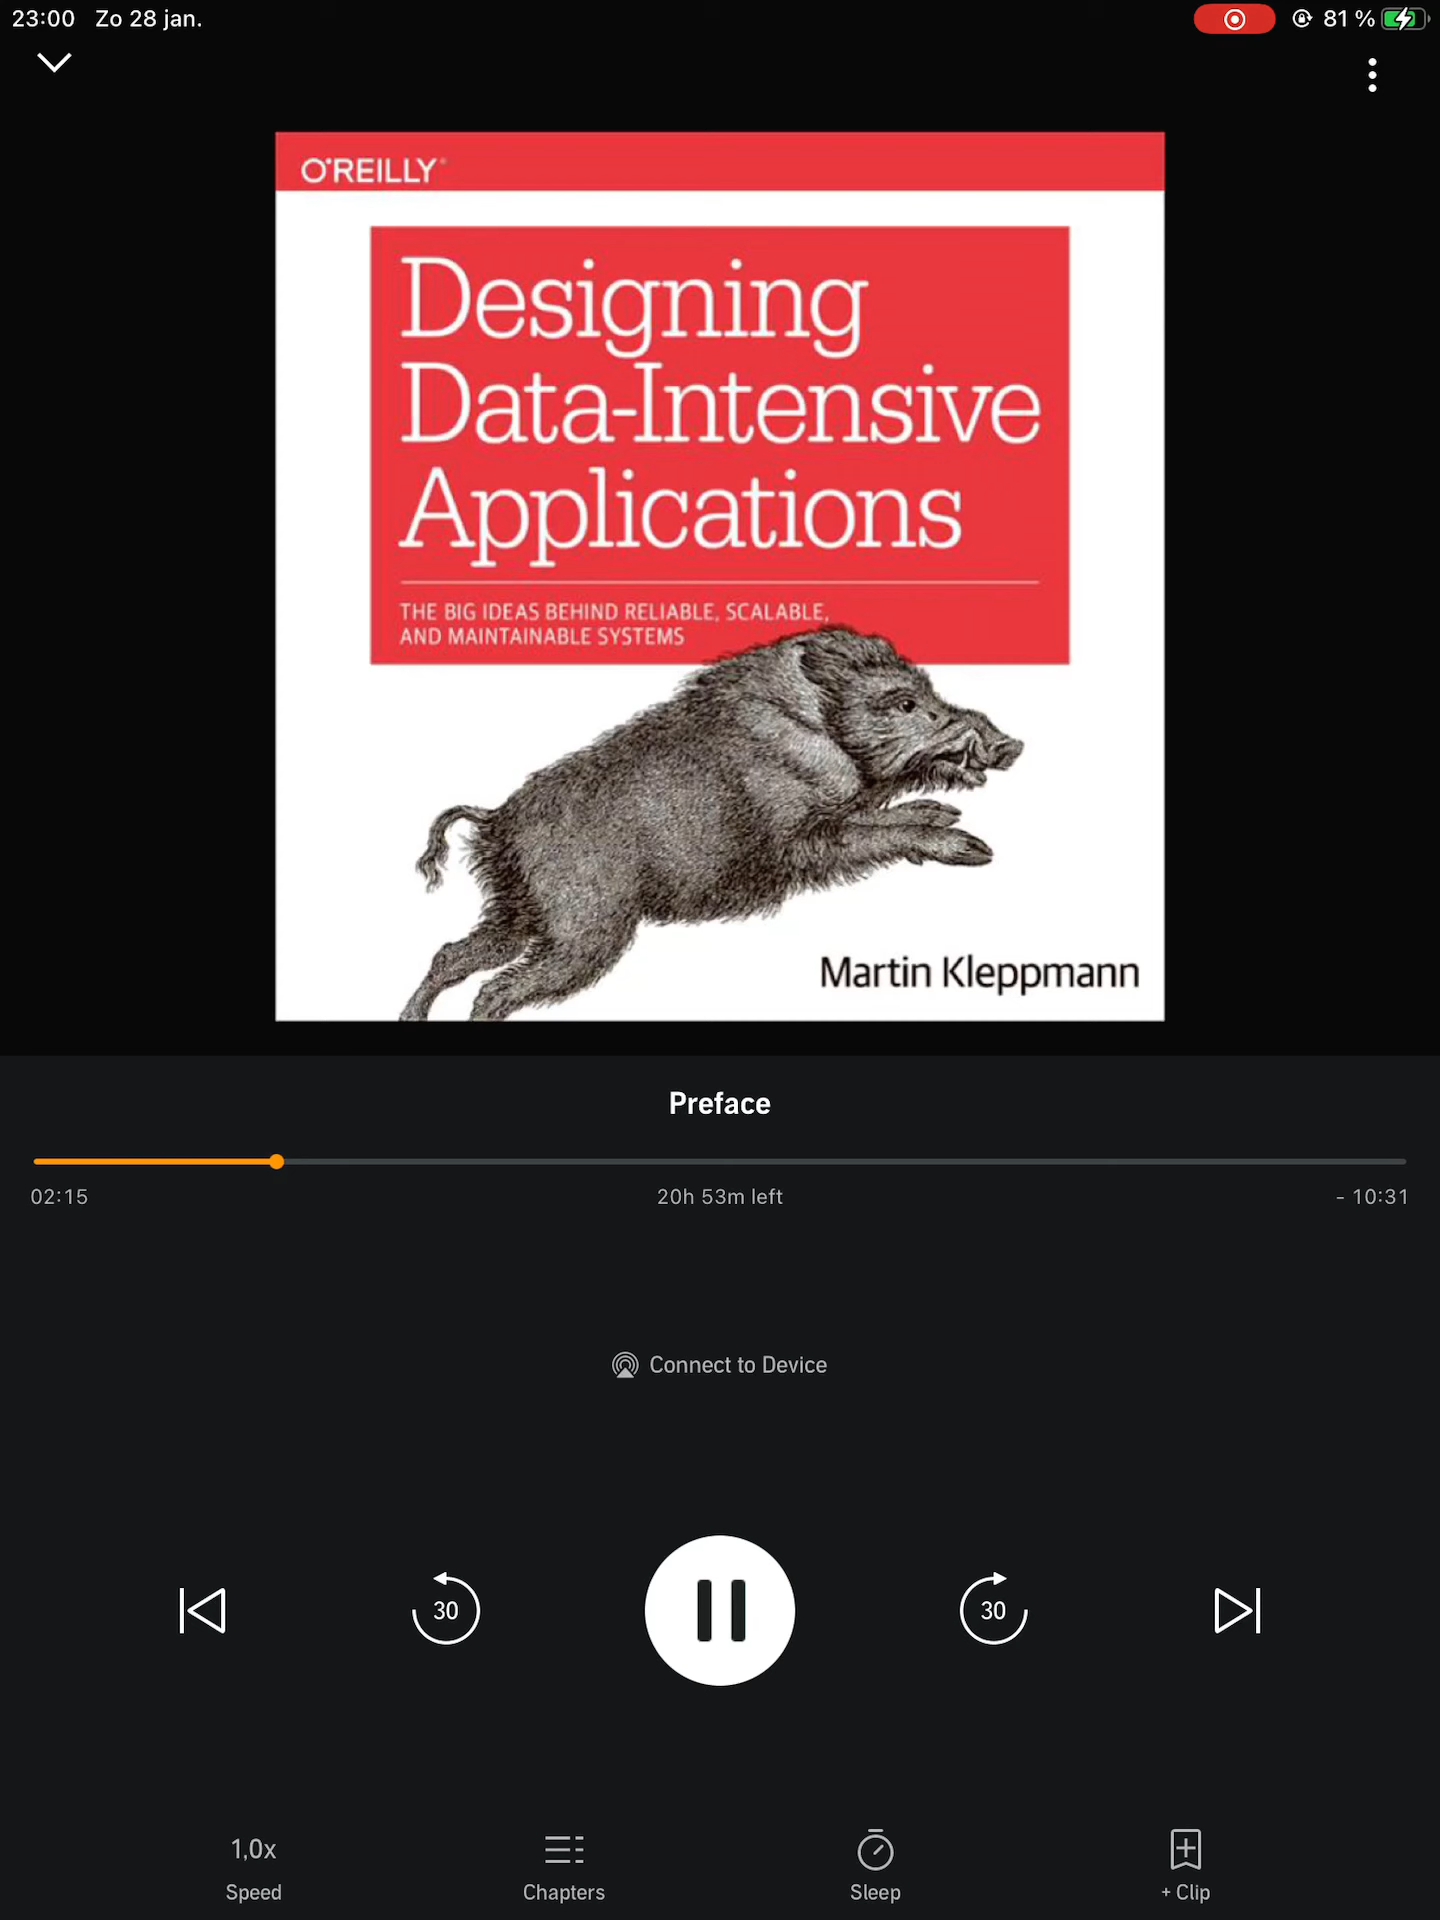 23:00 Zo 28 jan.
81 %
O'REILLY®
Designing
Data-Intensive
Applications
THE BIG IDEAS BEHIND RELIABLE, SCALABLE,
AND MAINTAINABLE SYSTEMS
Martin Kleppmann
Preface
02:15
20h 53m left
- 10:31
Connect to Device
30
30
1,0x
Speed
Chapters
Sleep
+ Clip